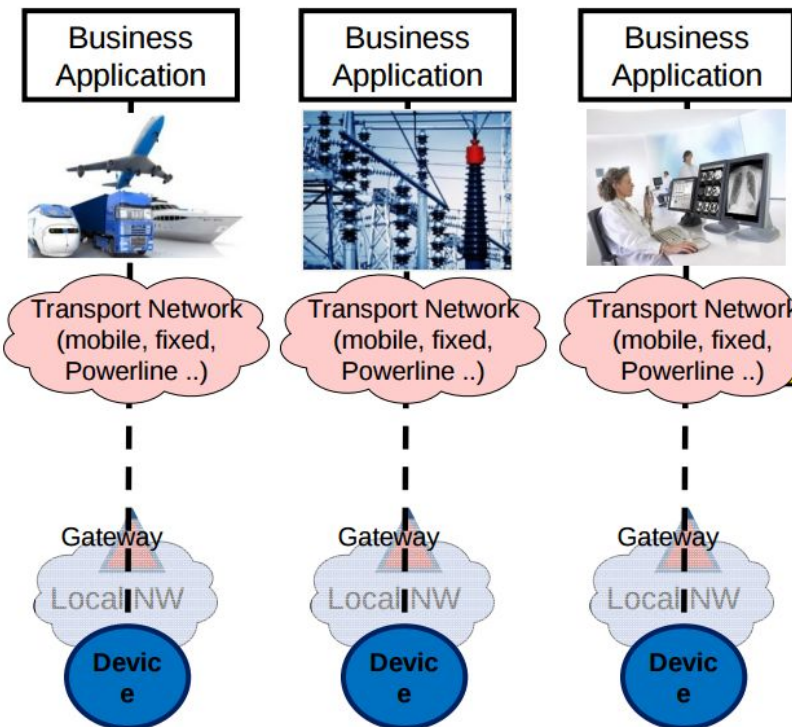 Business
Application
Business
Application
Business
Application
Transport Network
(mobile, fixed,
Powerline ..)
Transport Network
(mobile, fixed,
Powerline ..)
Transport Network
(mobile, fixed,
Powerline ..)
Gateway
Local NW
Devic
e
Gateway
Local NW
Devic
e
Gateway
Local NW
Devic
e